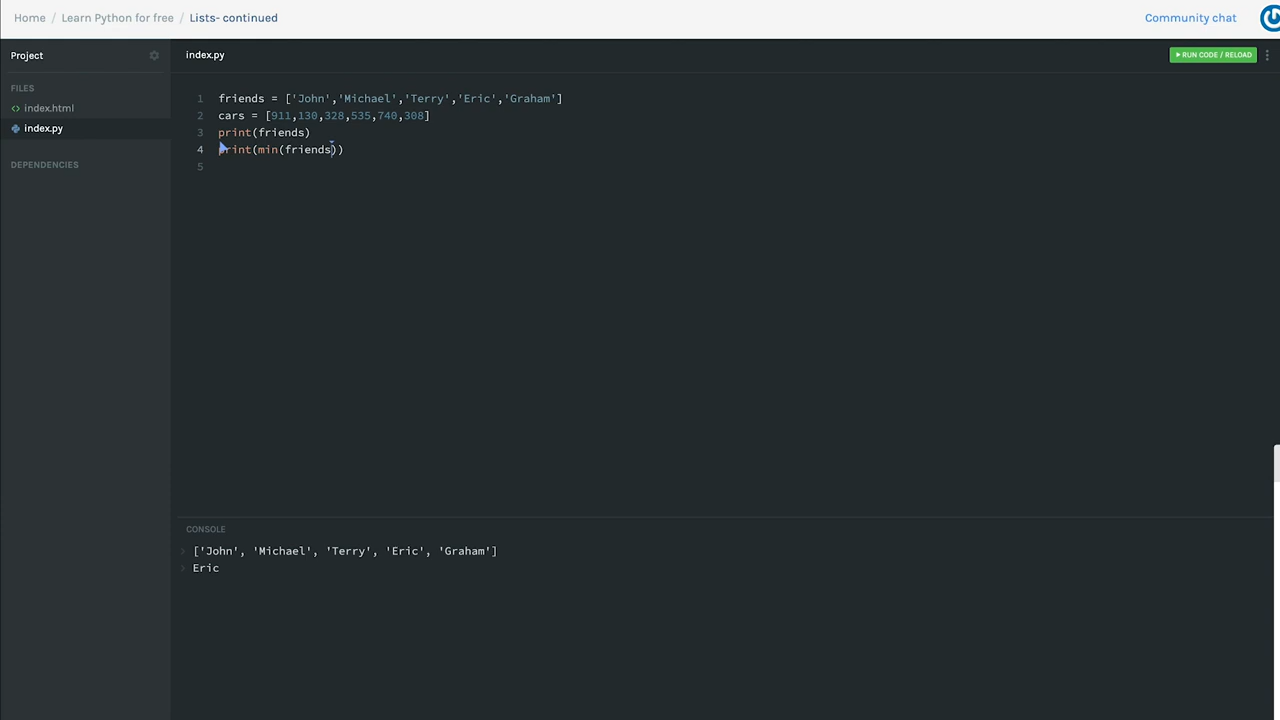 Home / Learn Python for free / Lists- continued
Community chat
Project
index.py
RUN CODE / RELOAD
FILES
<> index.html
index.py
DEPENDENCIES
1 friends = ['John','Michael','Terry','Eric','Graham']
2 cars = [911,130,328,535,740,308]
3 print(friends)
4 print(min(friends))
5
CONSOLE
> ['John', 'Michael', 'Terry', 'Eric', 'Graham']
> Eric